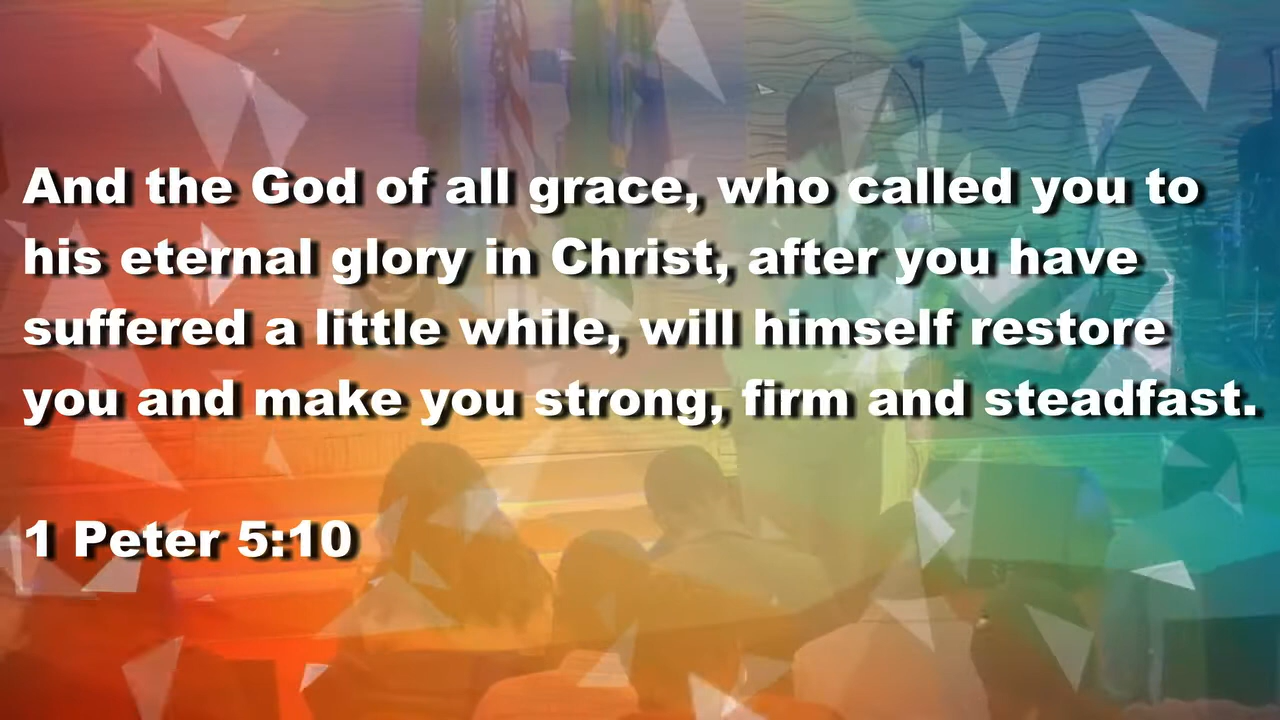 And the God of all grace, who called you to
his eternal glory in Christ, after you have
suffered a little while, will himself restore
you and make you strong, firm and steadfast.
1 Peter 5:10